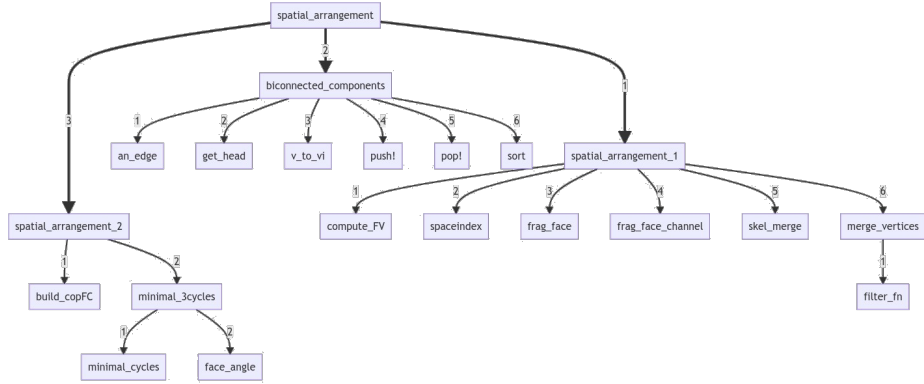 spatial_arrangement
3
2
1
biconnected_components
1
2
3
4
5
6
an_edge
get_head
v_to_vi
push!
pop!
sort
spatial_arrangement_1
1
2
3
4
5
6
spatial_arrangement_2
compute_FV
spaceindex
frag_face
frag_face_channel
skel_merge
merge_vertices
1
2
1
build_copFC
minimal_3cycles
filter_fn
1
2
minimal_cycles
face_angle